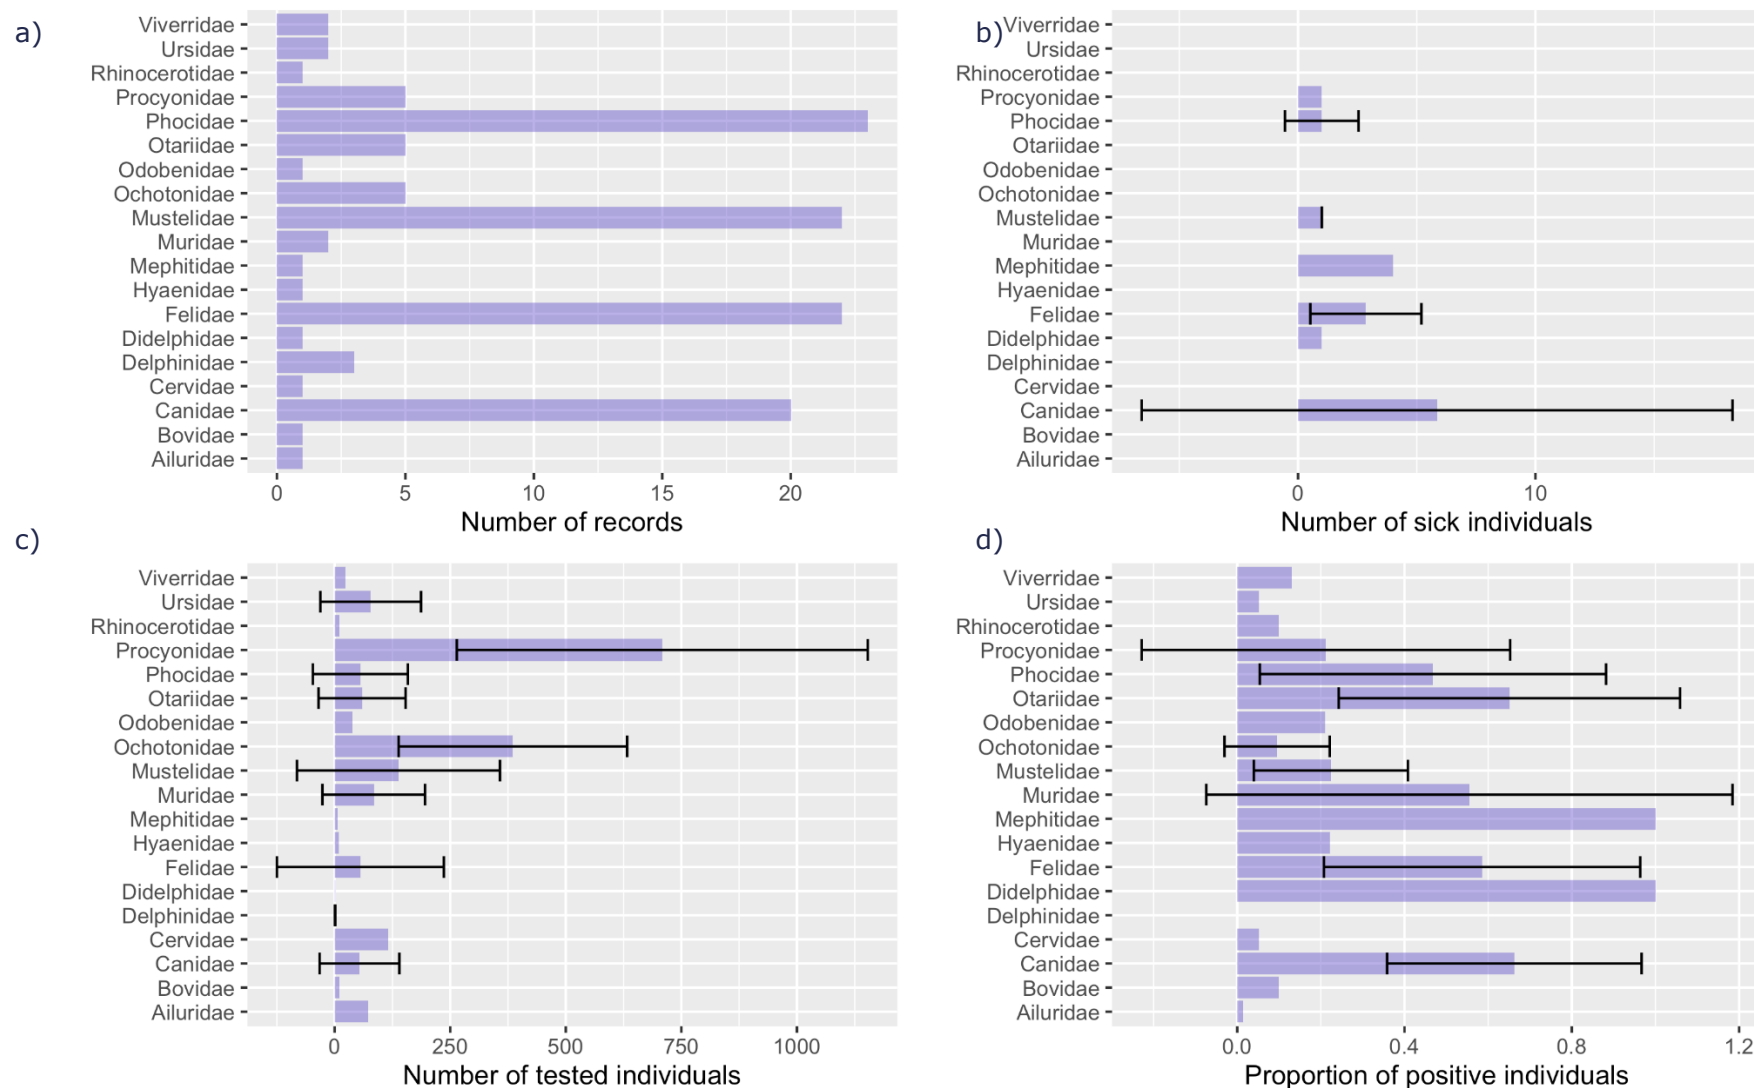 a)
Viverridae
Ursidae
Rhinocerotidae
Procyonidae
Phocidae
Otariidae
Odobenidae
Ochotonidae
Mustelidae
Muridae
Mephitidae
Hyaenidae
Felidae
Didelphidae
Delphinidae
Cervidae
Canidae
Bovidae
Ailuridae
0 5 10 15 20
Number of records
b)
Viverridae
Ursidae
Rhinocerotidae
Procyonidae
Phocidae
Otariidae
Odobenidae
Ochotonidae
Mustelidae
Muridae
Mephitidae
Hyaenidae
Felidae
Didelphidae
Delphinidae
Cervidae
Canidae
Bovidae
Ailuridae
0 10
Number of sick individuals
c)
Viverridae
Ursidae
Rhinocerotidae
Procyonidae
Phocidae
Otariidae
Odobenidae
Ochotonidae
Mustelidae
Muridae
Mephitidae
Hyaenidae
Felidae
Didelphidae
Delphinidae
Cervidae
Canidae
Bovidae
Ailuridae
0 250 500 750 1000
Number of tested individuals
d)
Viverridae
Ursidae
Rhinocerotidae
Procyonidae
Phocidae
Otariidae
Odobenidae
Ochotonidae
Mustelidae
Muridae
Mephitidae
Hyaenidae
Felidae
Didelphidae
Delphinidae
Cervidae
Canidae
Bovidae
Ailuridae
0.0 0.4 0.8 1.2
Proportion of positive individuals